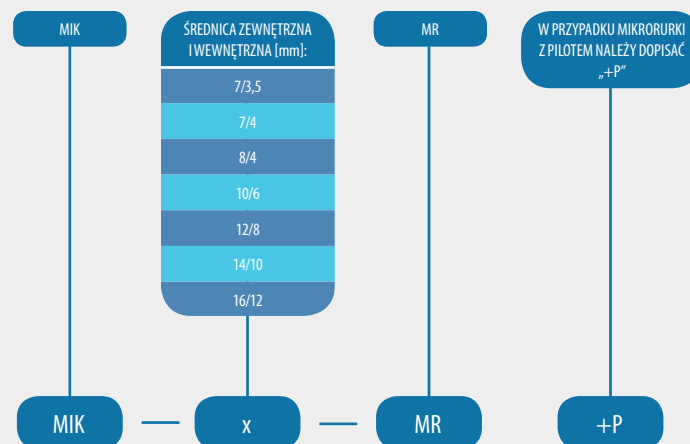 MIK
ŚREDNICA ZEWNĘTRZNA
I WEWNĘTRZNA [mm]:
MR
W PRZYPADKU MIKRORURKI
Z PILOTEM NALEŻY DOPISAĆ
„+P”
7/3,5
7/4
8/4
10/6
12/8
14/10
16/12
MIK — x — MR +P